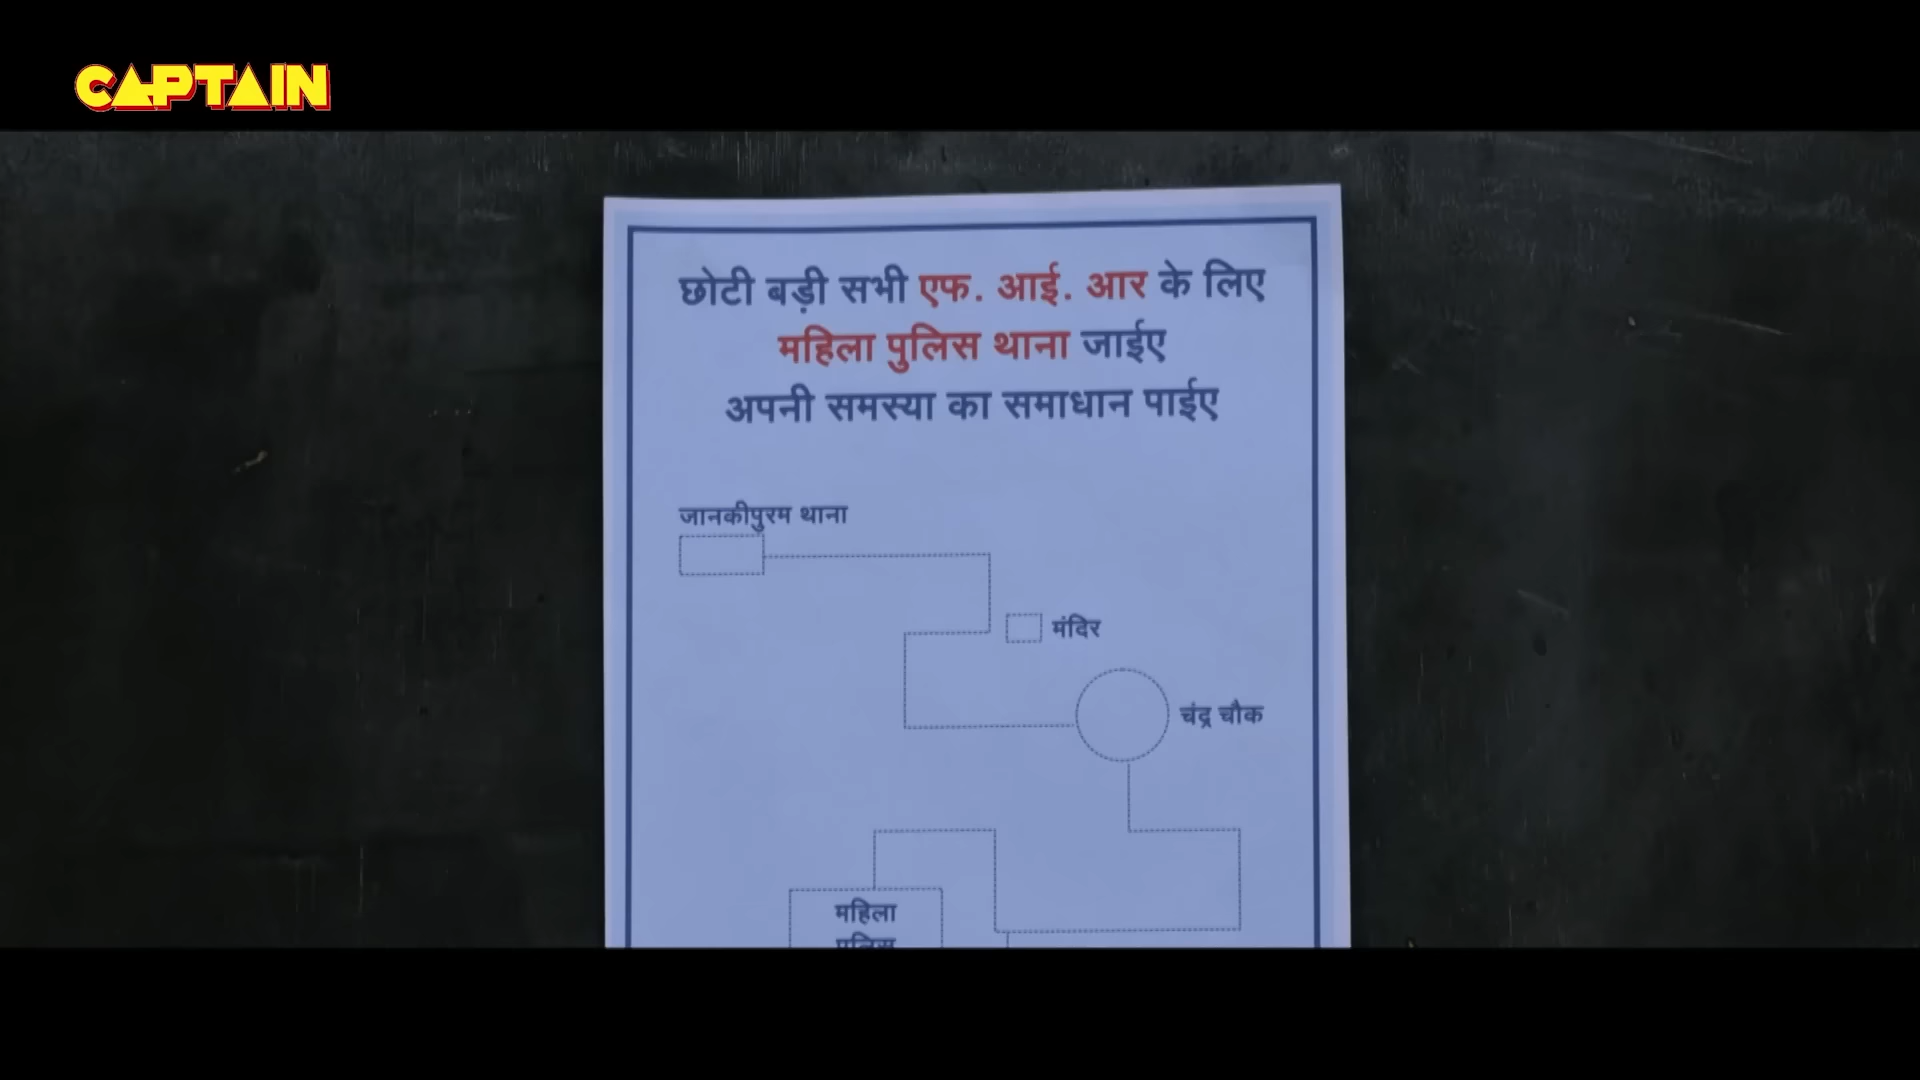 CAPTAIN
छोटी बड़ी सभी एफ. आई. आर के लिए
महिला पुलिस थाना जाईए
अपनी समस्या का समाधान पाईए
जानकीपुरम थाना
मंदिर
चंद्र चौक
महिला
पुलिस